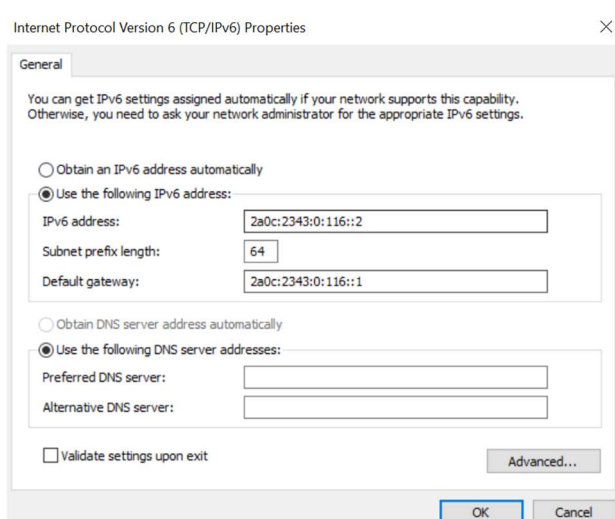 Internet Protocol Version 6 (TCP/IPv6) Properties
General
You can get IPv6 settings assigned automatically if your network supports this capability.
Otherwise, you need to ask your network administrator for the appropriate IPv6 settings.
Obtain an IPv6 address automatically
Use the following IPv6 address:
IPv6 address: 2a0c:2343:0:116::2
Subnet prefix length: 64
Default gateway: 2a0c:2343:0:116::1
Obtain DNS server address automatically
Use the following DNS server addresses:
Preferred DNS server:
Alternative DNS server:
Validate settings upon exit
Advanced...
OK Cancel